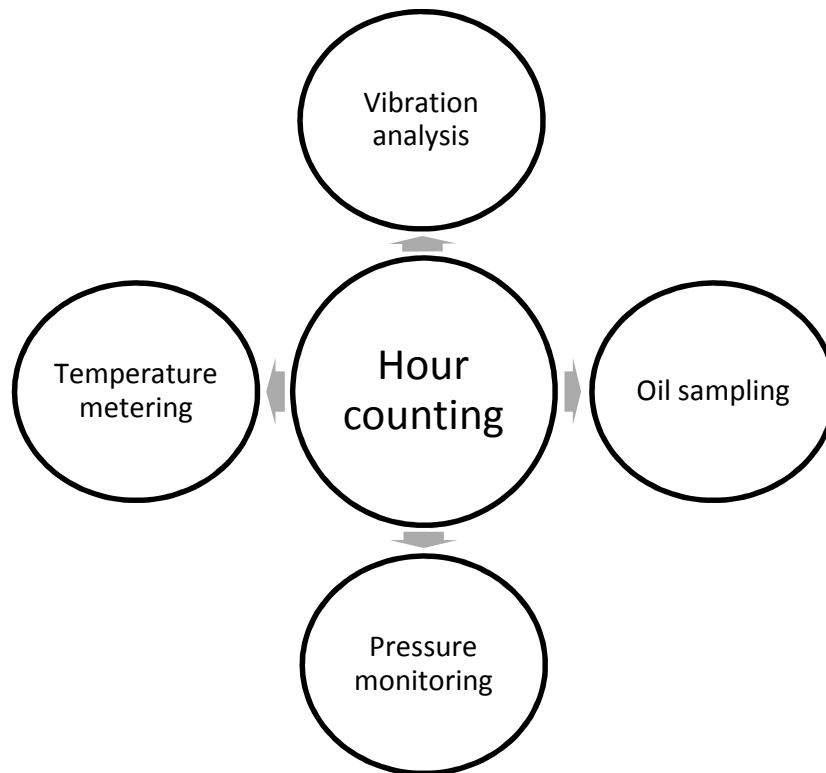 Vibration
analysis
Temperature
metering
Hour
counting
Oil sampling
Pressure
monitoring